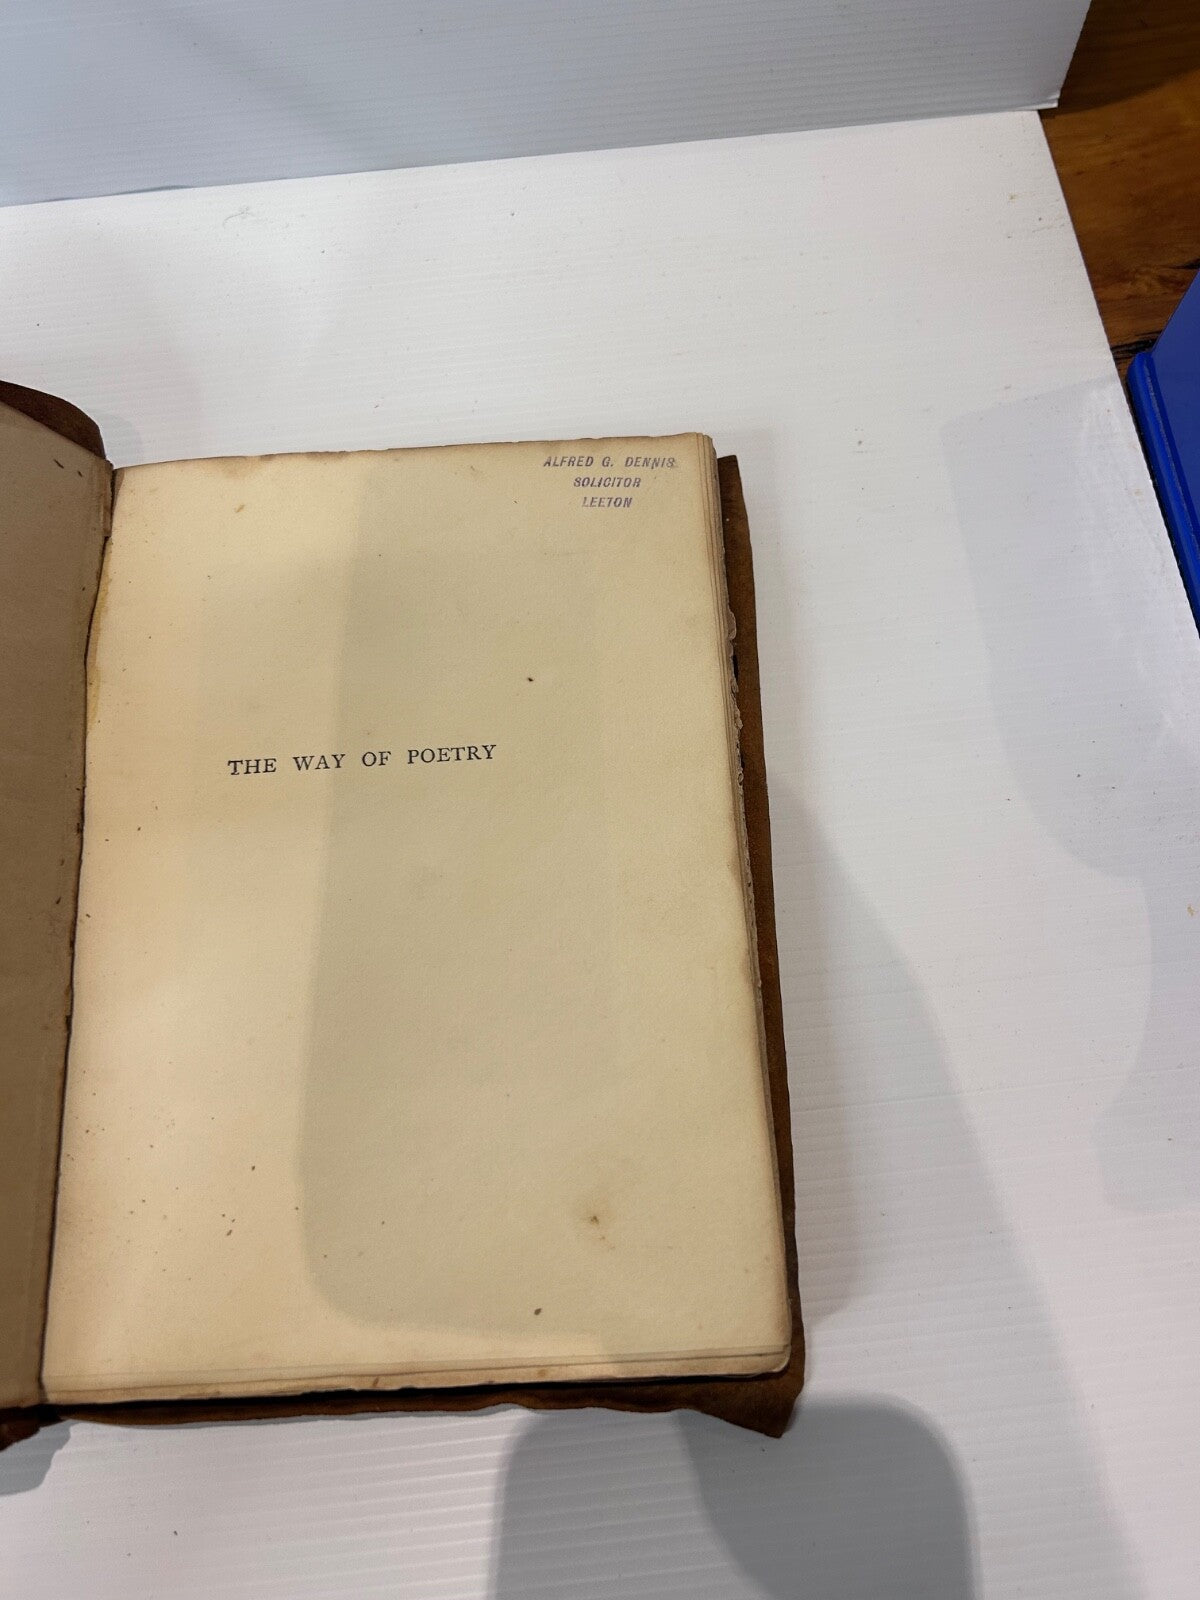 ALFRED G. DENNIS
SOLICITOR
LEETON
THE WAY OF POETRY